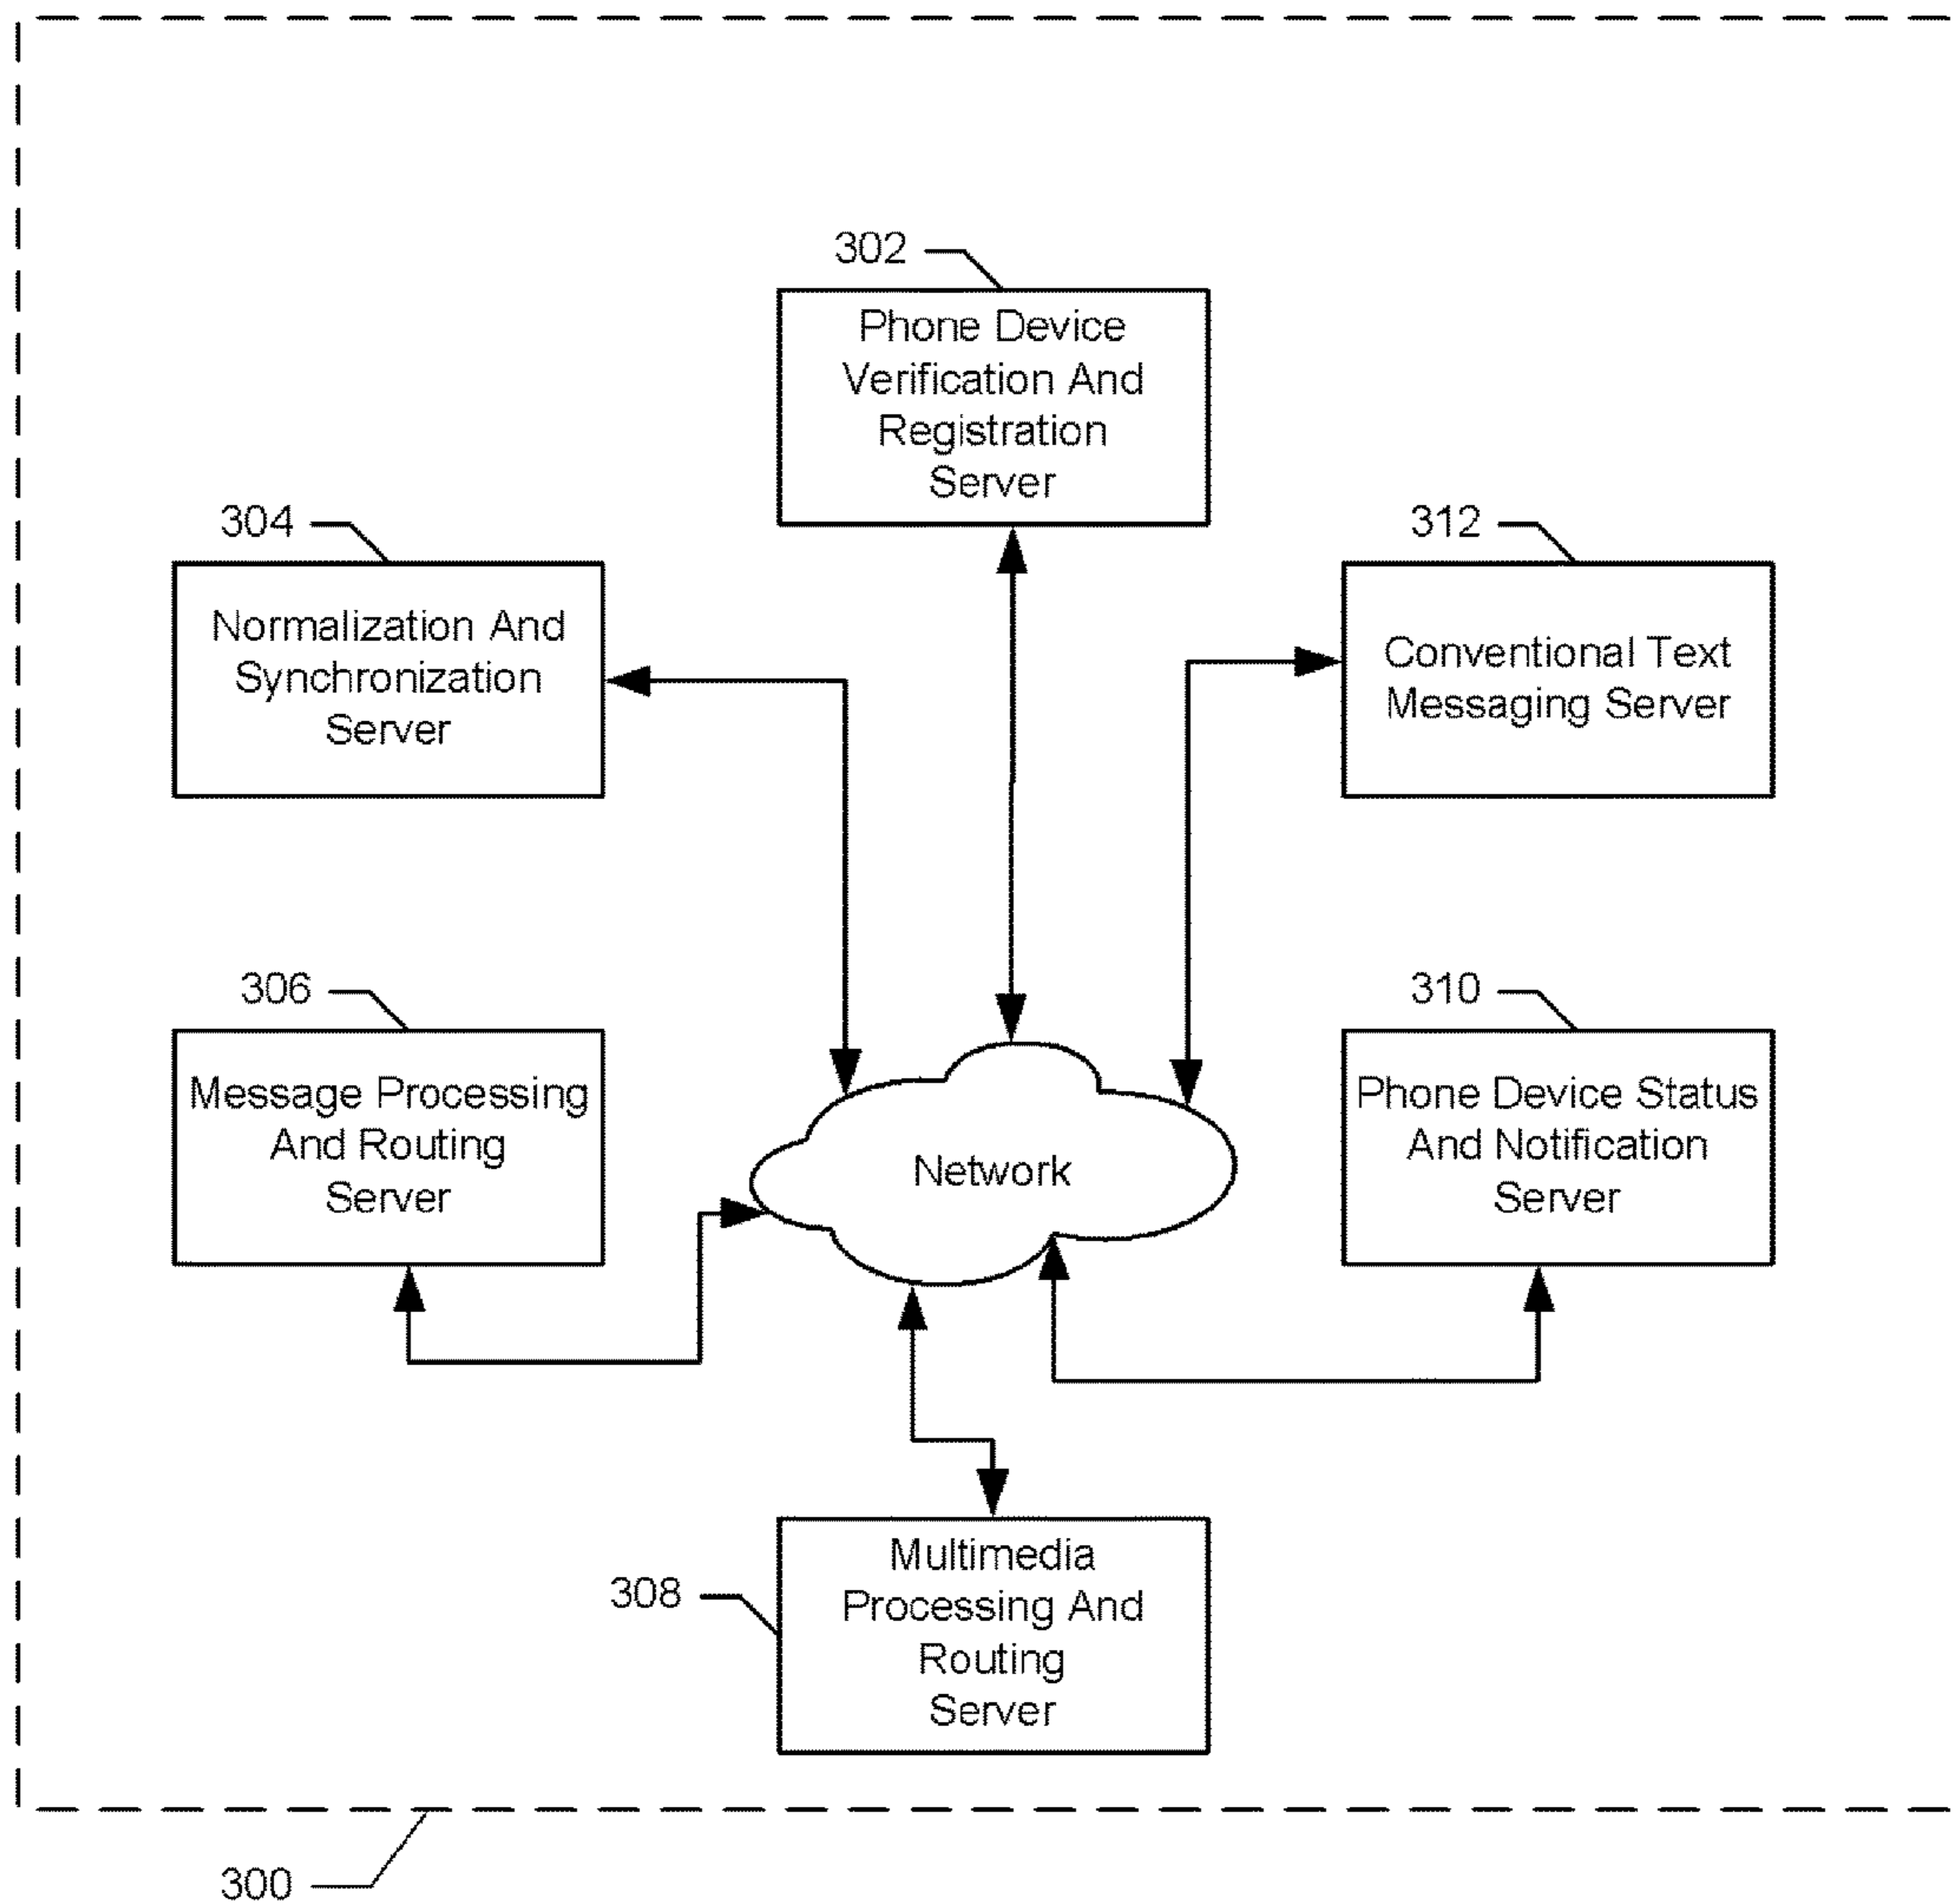 302
Phone Device
Verification And
Registration
Server
304
Normalization And
Synchronization
Server
312
Conventional Text
Messaging Server
306
Message Processing
And Routing
Server
310
Phone Device Status
And Notification
Server
Network
308
Multimedia
Processing And
Routing
Server
300